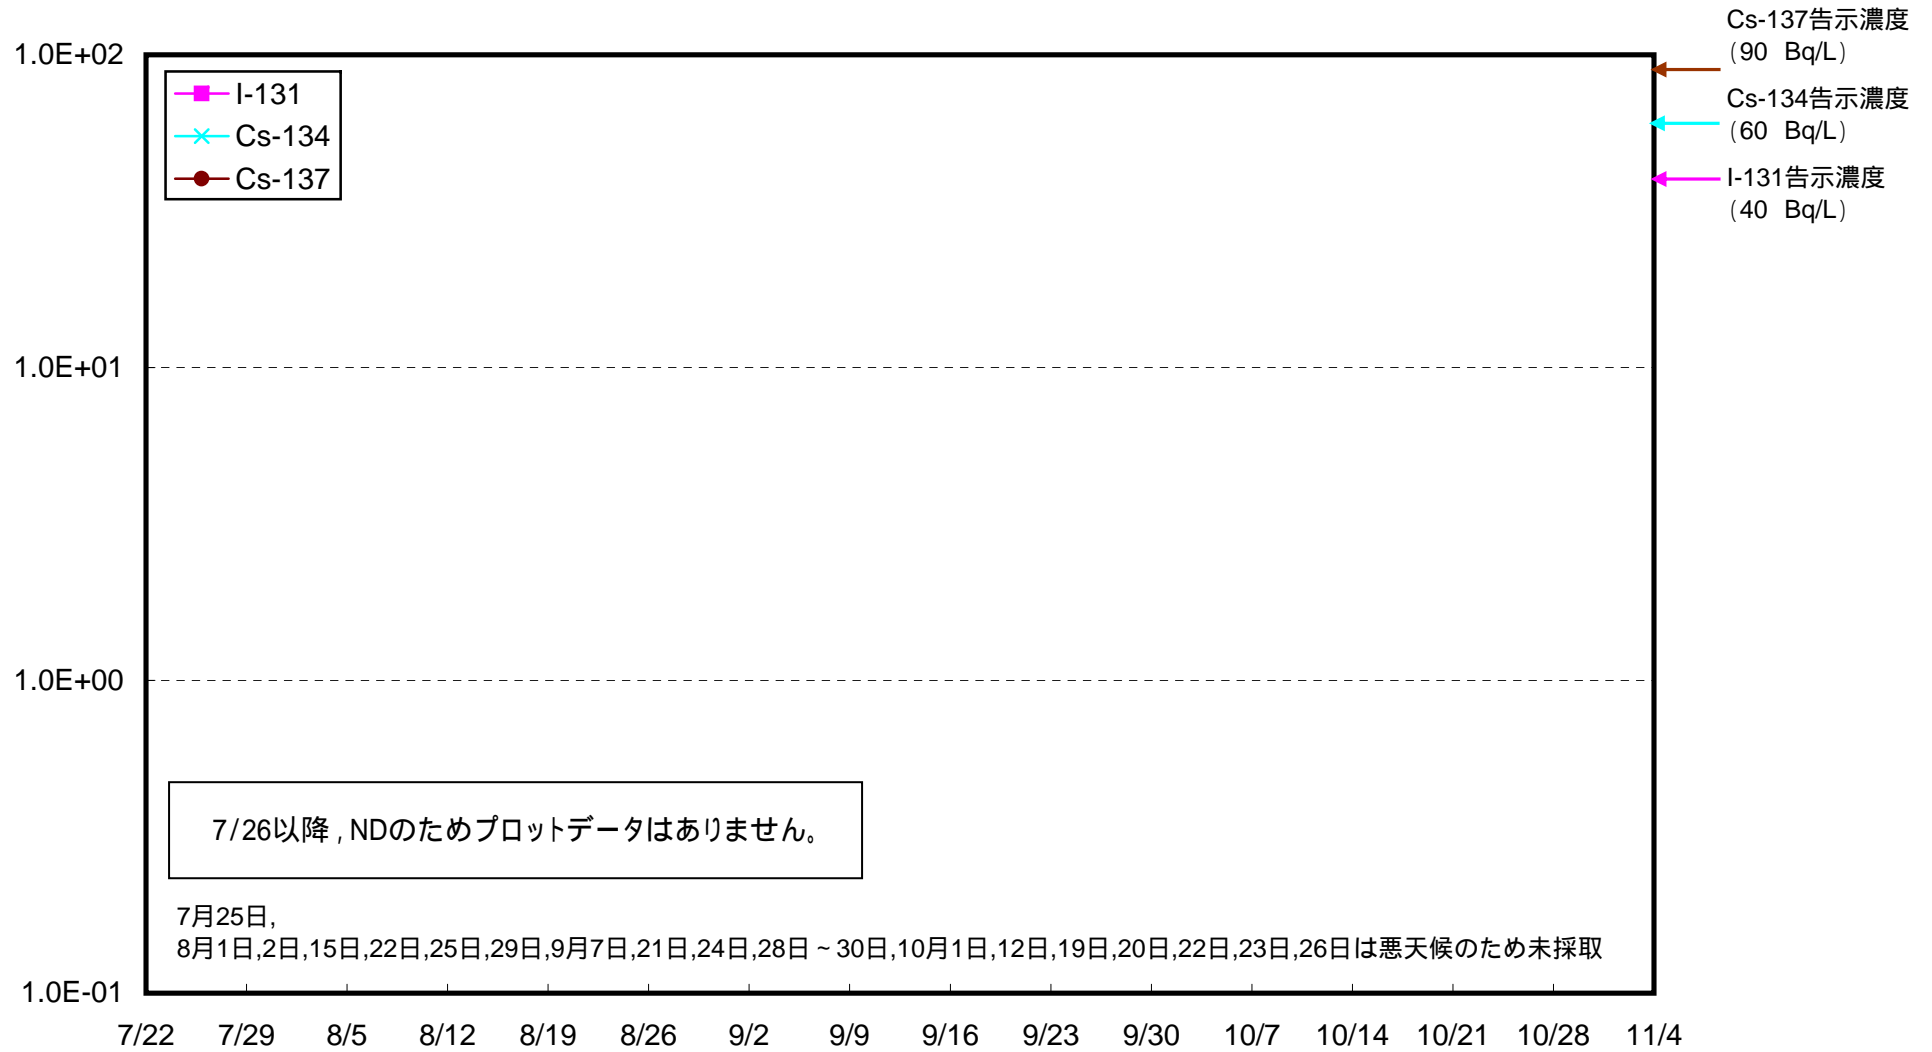 Cs-137告示濃度
（90 Bq/L）
Cs-134告示濃度
（60 Bq/L）
I-131告示濃度
（40 Bq/L）
1.0E+02
1.0E+01
1.0E+00
1.0E-01
I-131
Cs-134
Cs-137
7/26以降，NDのためプロットデータはありません。
7月25日,
8月1日,2日,15日,22日,25日,29日,9月7日,21日,24日,28日~30日,10月1日,12日,19日,20日,22日,23日,26日は悪天候のため未採取
7/22 7/29 8/5 8/12 8/19 8/26 9/2 9/9 9/16 9/23 9/30 10/7 10/14 10/21 10/28 11/4